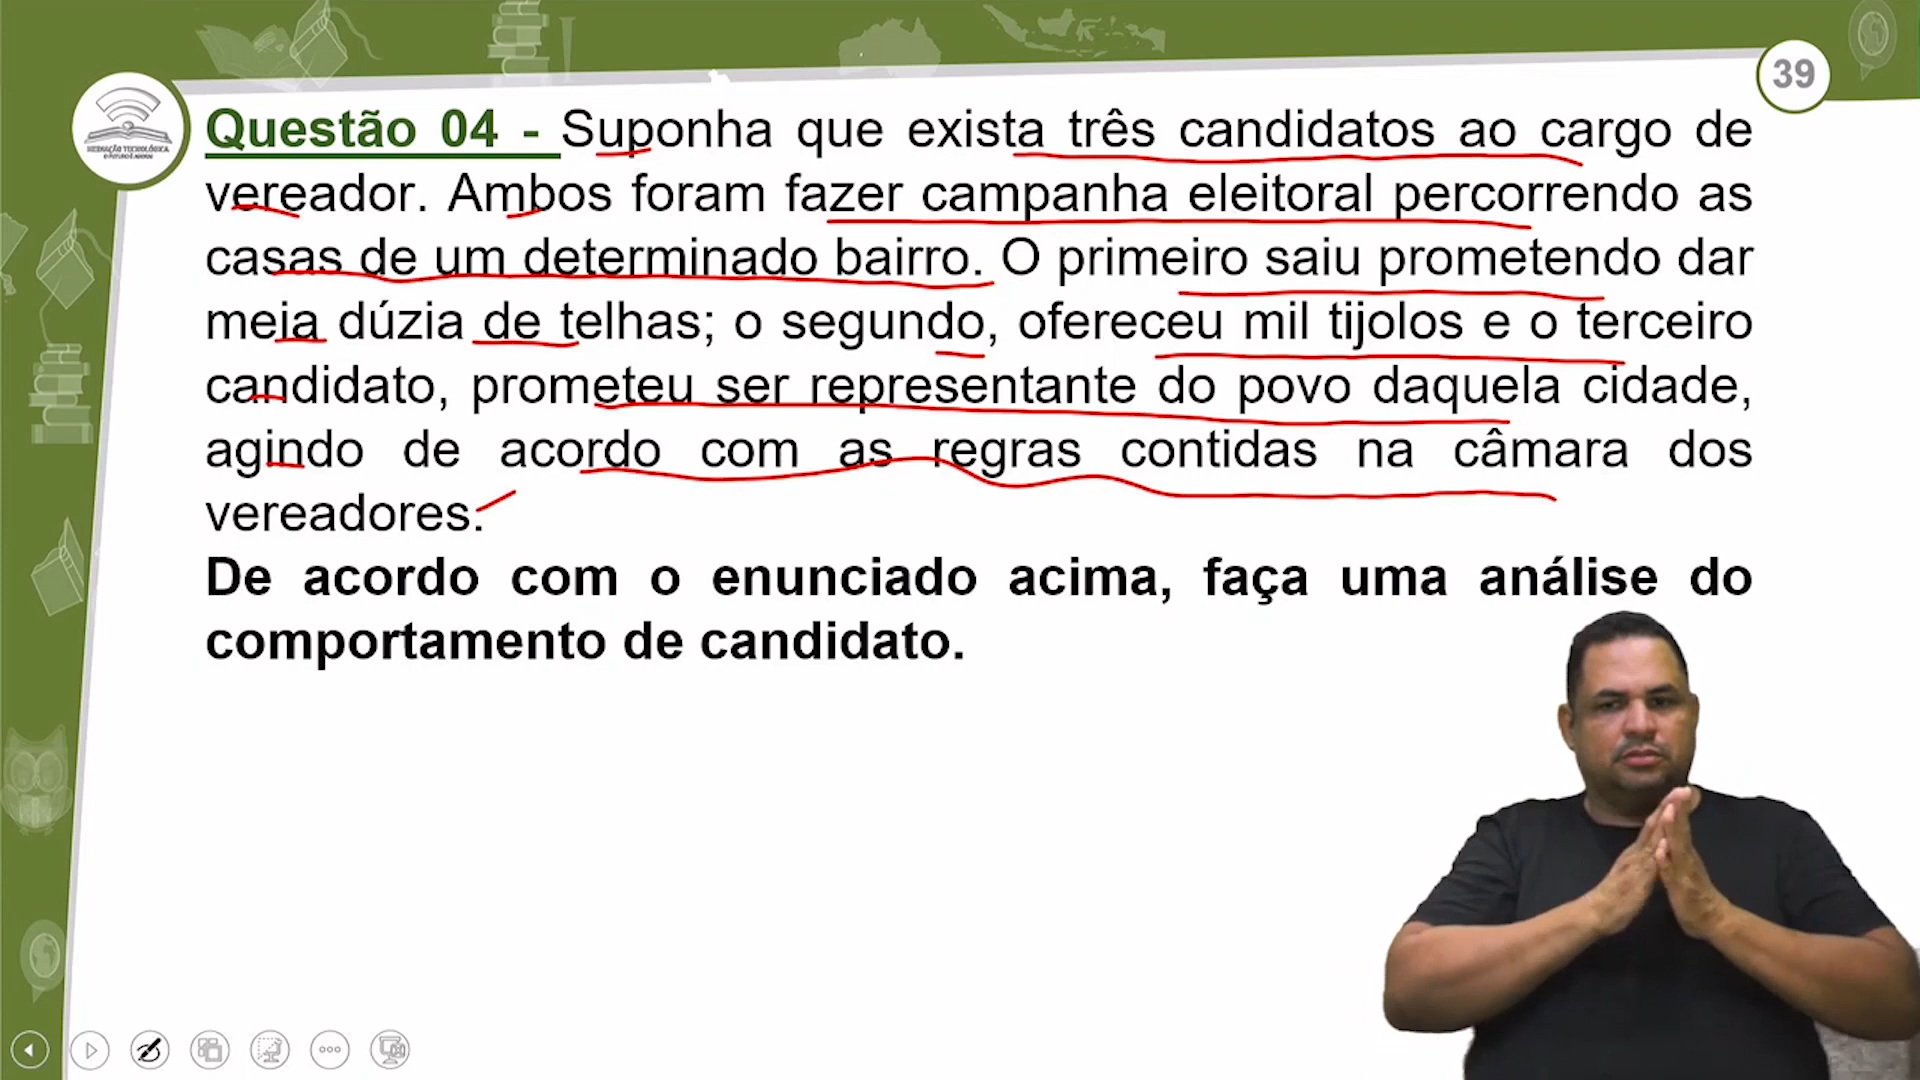 39
Questão 04 - Suponha que exista três candidatos ao cargo de
vereador. Ambos foram fazer campanha eleitoral percorrendo as
casas de um determinado bairro. O primeiro saiu prometendo dar
meia dúzia de telhas; o segundo, ofereceu mil tijolos e o terceiro
candidato, prometeu ser representante do povo daquela cidade,
agindo de acordo com as regras contidas na câmara dos
vereadores.
De acordo com o enunciado acima, faça uma análise do
comportamento de candidato.
MEDIAÇÃO TECNOLÓGICA